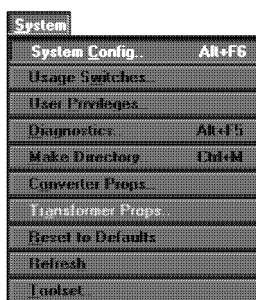 System
System Config.. Alt+F6
Usage Switches...
User Privileges...
Diagnostics... Alt+F5
Make Directory Ctrl+M
Converter Props...
Transformer Props...
Reset to Defaults
Refresh
Toolset